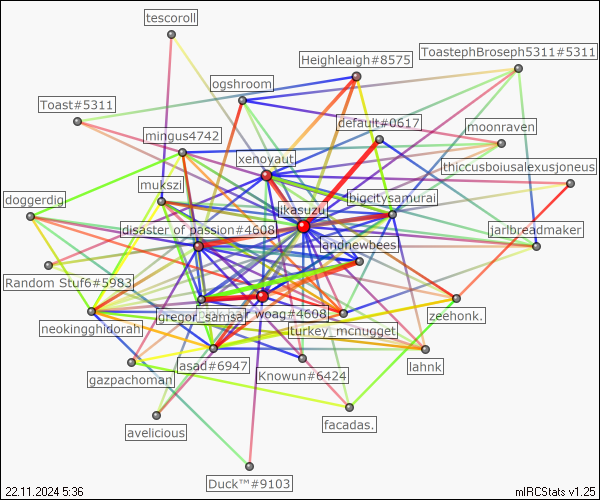 tescoroll
ToastephBroseph5311#5311
Heighleigh#8575
ogshroom
Toast#5311
default#0617
moonraven
mingus4742
xenoyaut
thiccusboiusalexusjoneus
mukszi
bigcitysamurai
doggerdig
ikasuzu
disaster of passion#4608
jarlbreadmaker
andnewbees
Random Stuf6#5983
zeehonk.
gregor_samsa
woag#4608
neokingghidorah
turkey_mcnugget
asad#6947
lahnk
Knowun#6424
gazpachoman
facadas.
avelicious
Duck™#9103
22.11.2024 5:36
mIRCStats v1.25